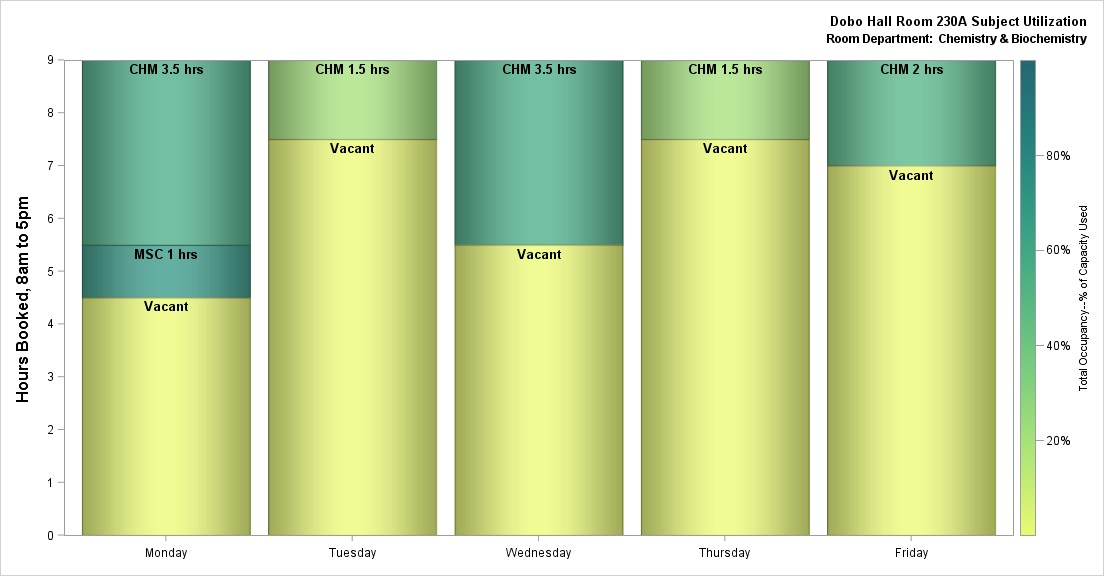 Dobo Hall Room 230A Subject Utilization
Room Department: Chemistry & Biochemistry
Hours Booked, 8am to 5pm
9
8
7
6
5
4
3
2
1
0
CHM 3.5 hrs
MSC 1 hrs
Vacant
CHM 1.5 hrs
Vacant
CHM 3.5 hrs
Vacant
CHM 1.5 hrs
Vacant
CHM 2 hrs
Vacant
Monday
Tuesday
Wednesday
Thursday
Friday
80%
60%
40%
20%
Total Occupancy--% of Capacity Used